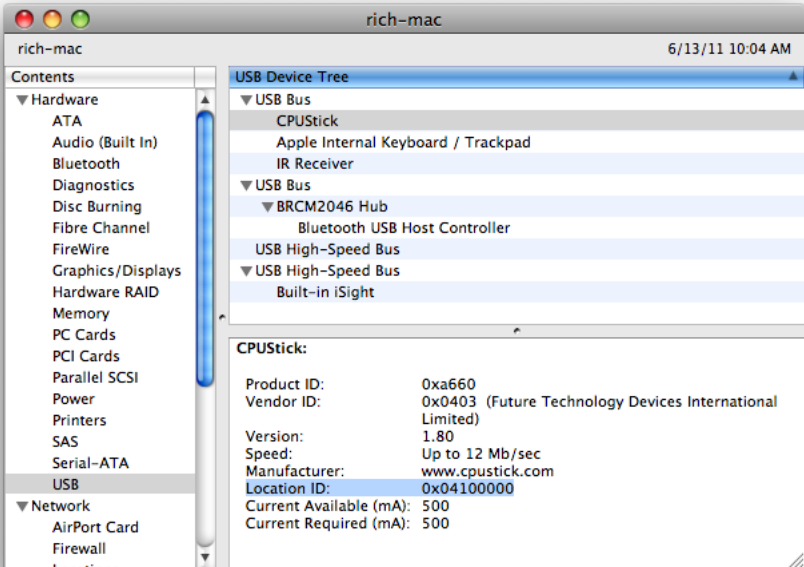 rich-mac
rich-mac 6/13/11 10:04 AM
Contents
Hardware
ATA
Audio (Built In)
Bluetooth
Diagnostics
Disc Burning
Fibre Channel
FireWire
Graphics/Displays
Hardware RAID
Memory
PC Cards
PCI Cards
Parallel SCSI
Power
Printers
SAS
Serial-ATA
USB
Network
AirPort Card
Firewall
USB Device Tree
USB Bus
CPUStick
Apple Internal Keyboard / Trackpad
IR Receiver
USB Bus
BRCM2046 Hub
Bluetooth USB Host Controller
USB High-Speed Bus
USB High-Speed Bus
Built-in iSight
CPUStick:
Product ID: 0xa660
Vendor ID: 0x0403 (Future Technology Devices International
Limited)
Version: 1.80
Speed: Up to 12 Mb/sec
Manufacturer: www.cpustick.com
Location ID: 0x04100000
Current Available (mA): 500
Current Required (mA): 500